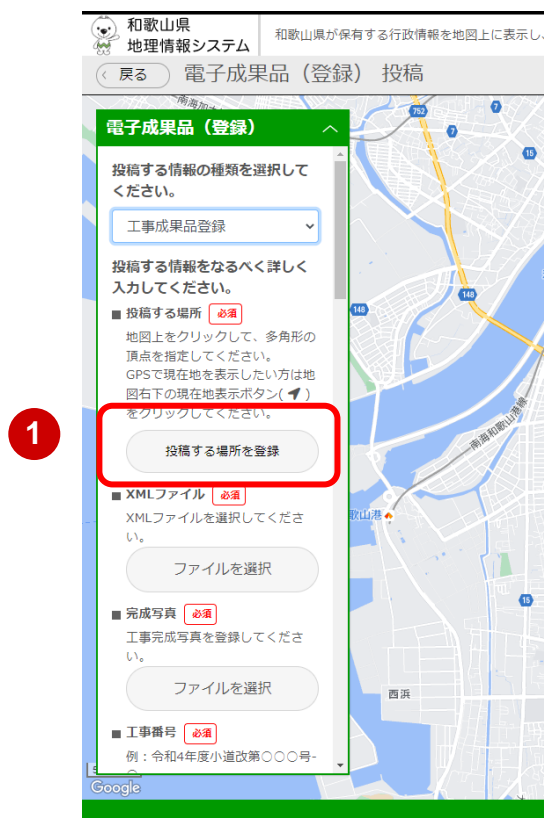 和歌山県
地理情報システム
和歌山県が保有する行政情報を地図上に表示し、
戻る
電子成果品（登録） 投稿
電子成果品（登録）
投稿する情報の種類を選択して
ください。
工事成果品登録
投稿する情報をなるべく詳しく
入力してください。
■ 投稿する場所 必須
地図上をクリックして、多角形の
頂点を指定してください。
GPSで現在地を表示したい方は地
図右下の現在地表示ボタン( )
をクリックしてください。
1
投稿する場所を登録
■ XMLファイル 必須
XMLファイルを選択してくださ
い。
ファイルを選択
■ 完成写真 必須
工事完成写真を登録してくださ
い。
ファイルを選択
■ 工事番号 必須
例：令和4年度小道改第〇〇〇号-
Google
752
7
7
15
148
148
南海和歌山港線
歌山港
15
西浜